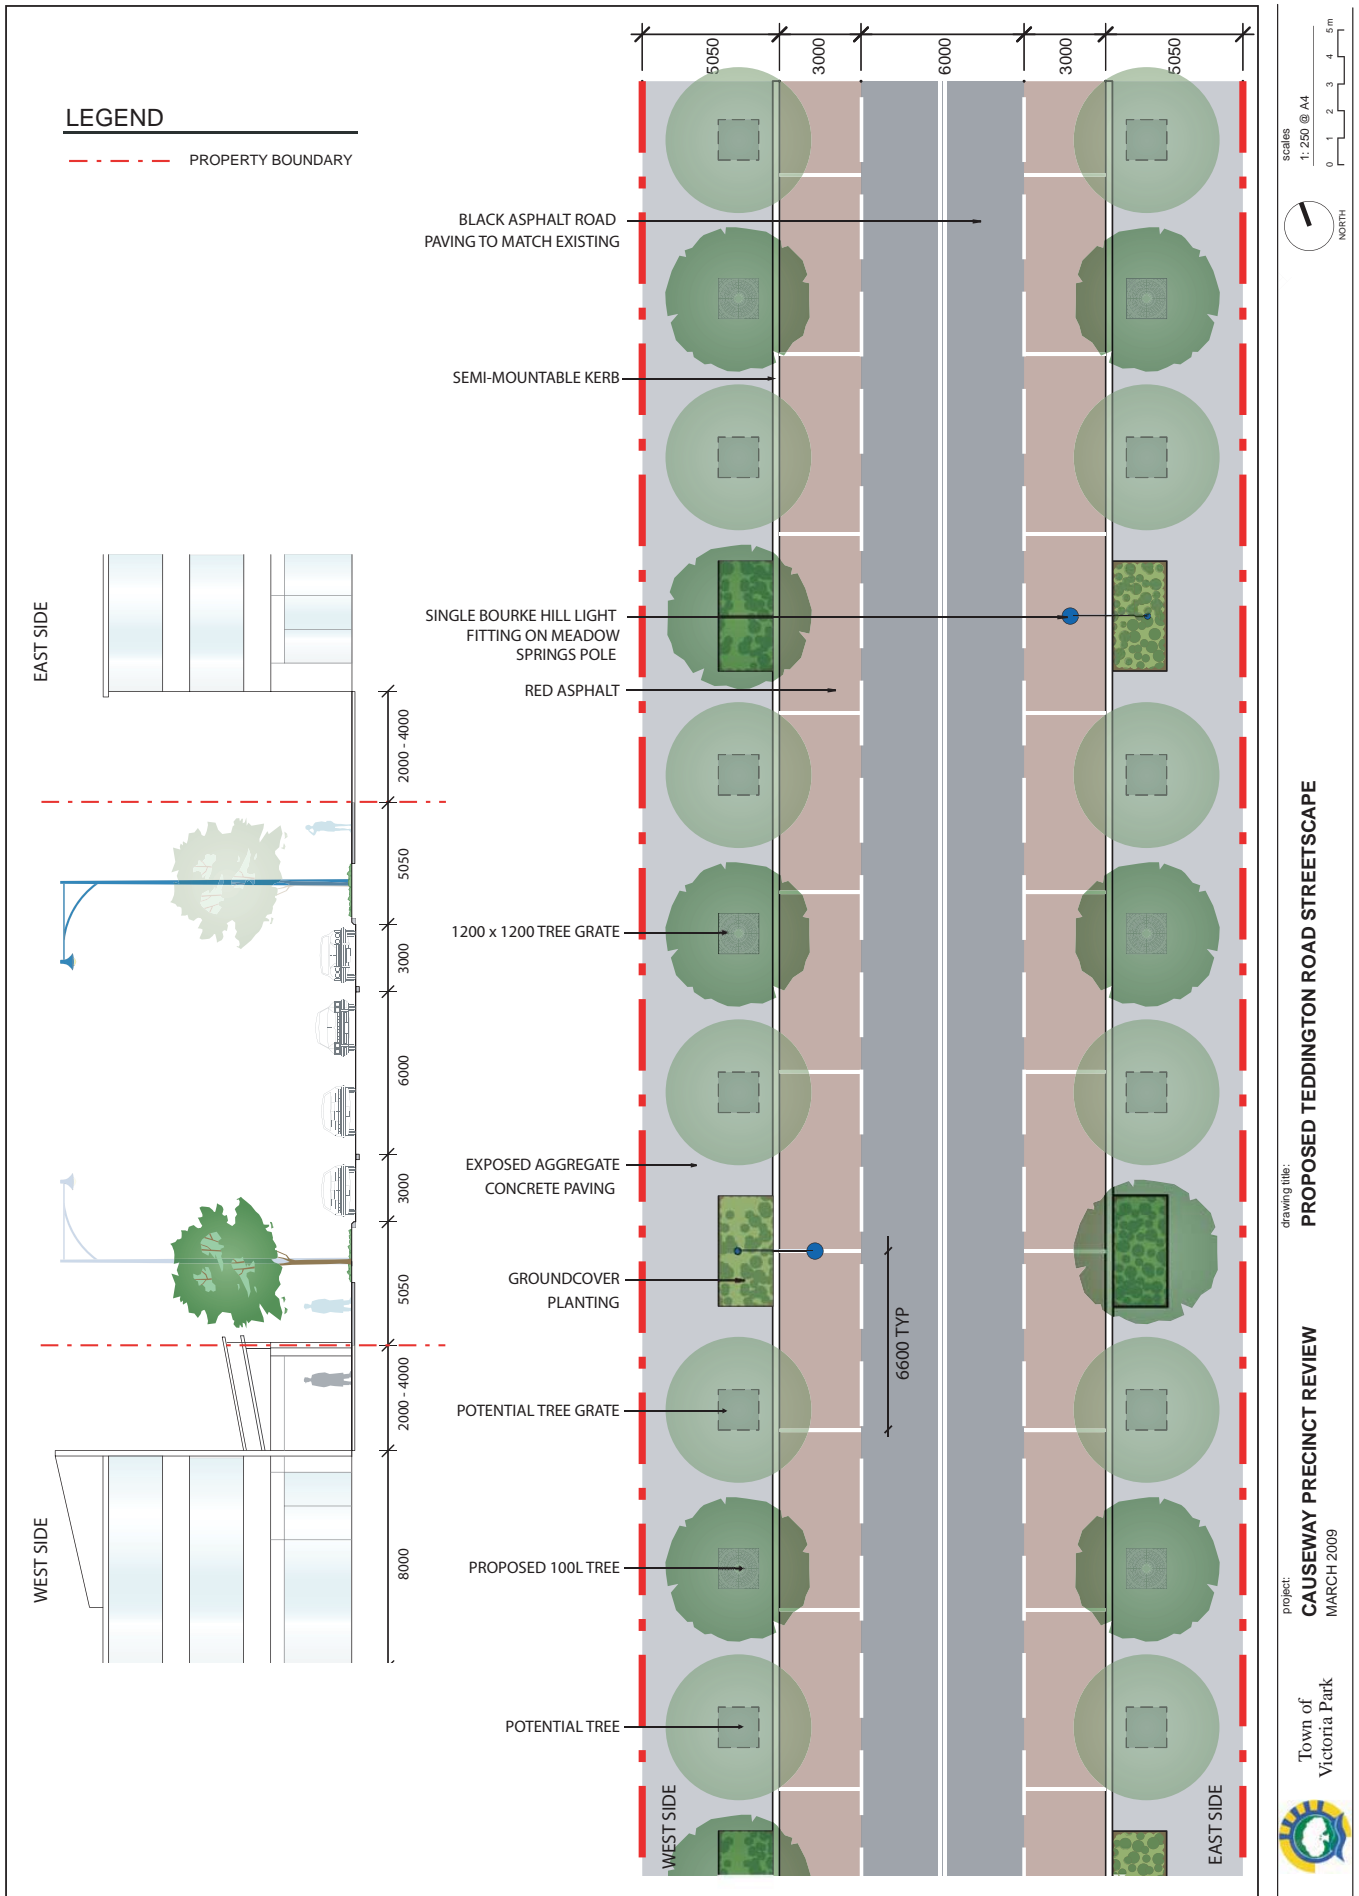 LEGEND
PROPERTY BOUNDARY
5050
3000
6000
3000
5050
BLACK ASPHALT ROAD
PAVING TO MATCH EXISTING
SEMI-MOUNTABLE KERB
SINGLE BOURKE HILL LIGHT
FITTING ON MEADOW
SPRINGS POLE
RED ASPHALT
1200 x 1200 TREE GRATE
EXPOSED AGGREGATE
CONCRETE PAVING
GROUNDCOVER
PLANTING
POTENTIAL TREE GRATE
PROPOSED 100L TREE
POTENTIAL TREE
6600 TYP
WEST SIDE
EAST SIDE
WEST SIDE
EAST SIDE
8000
2000 - 4000
5050
3000
6000
3000
5050
2000 - 4000
Town of
Victoria Park
project:
CAUSEWAY PRECINCT REVIEW
MARCH 2009
drawing title:
PROPOSED TEDDINGTON ROAD STREETSCAPE
NORTH
scales
1: 250 @ A4
0 1 2 3 4 5 m